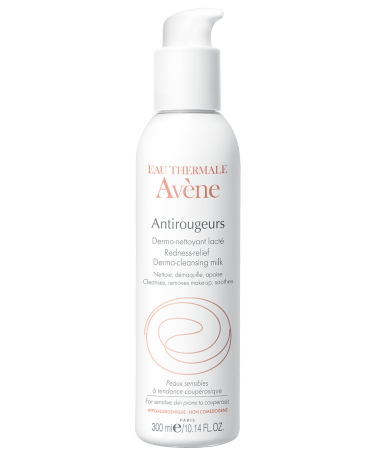 EAU THERMALE
Avène
Antirougeurs
Dermo-nettoyant lacté
Redness-relief
Dermo-cleansing milk
Nettoie, démaquille, apaise
Cleanses, removes make-up, soothes
Peaux sensibles
à tendance couperosique
For sensitive skin prone to couperosis
HYPOALLERGENIQUE - NON COMEDOGENE
PARIS
300 ml e/10.14 FL.OZ.